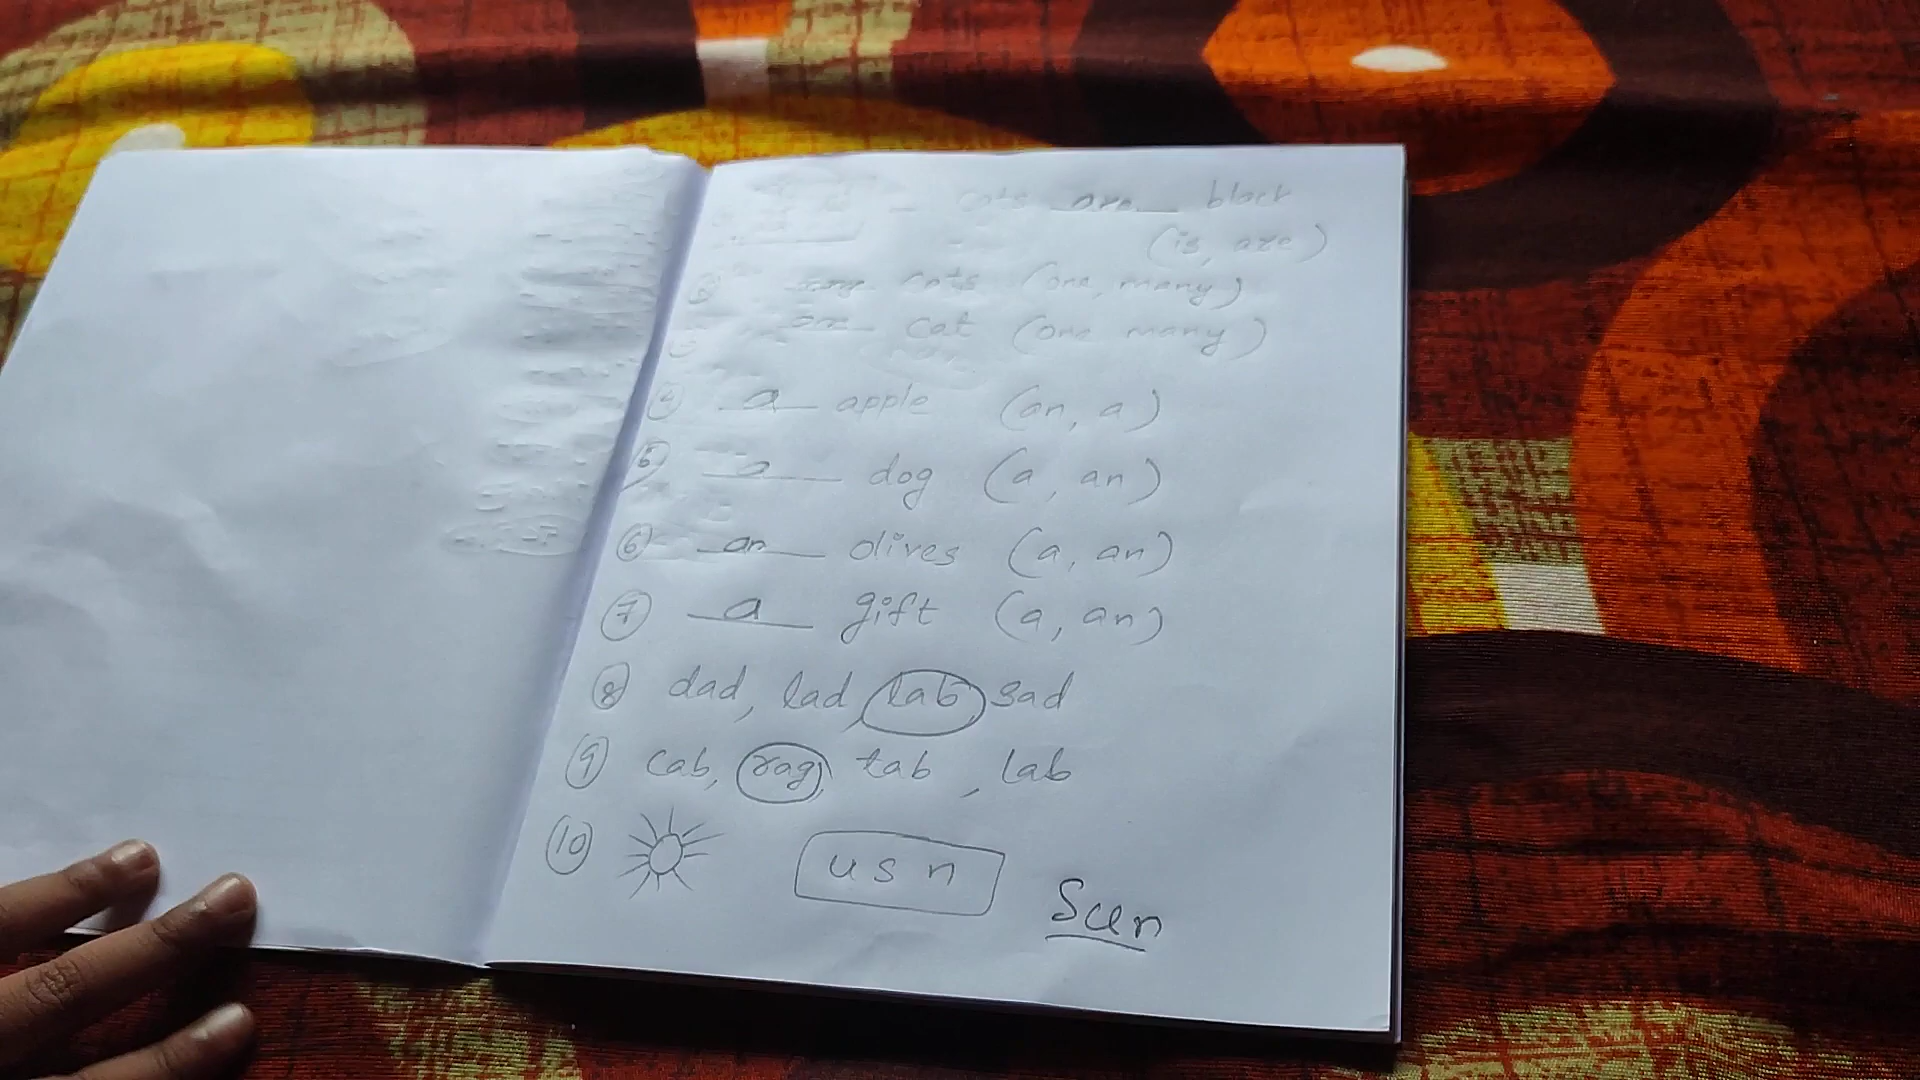 cats are black
(is, are)
cats (one, many)
one cat (one many)
4 a apple (an, a)
5 a dog (a, an)
6 an olives (a, an)
7 a gift (a, an)
8 dad, lad, lab sad
9 cab, rag, tab, lab
10 usn
Sun